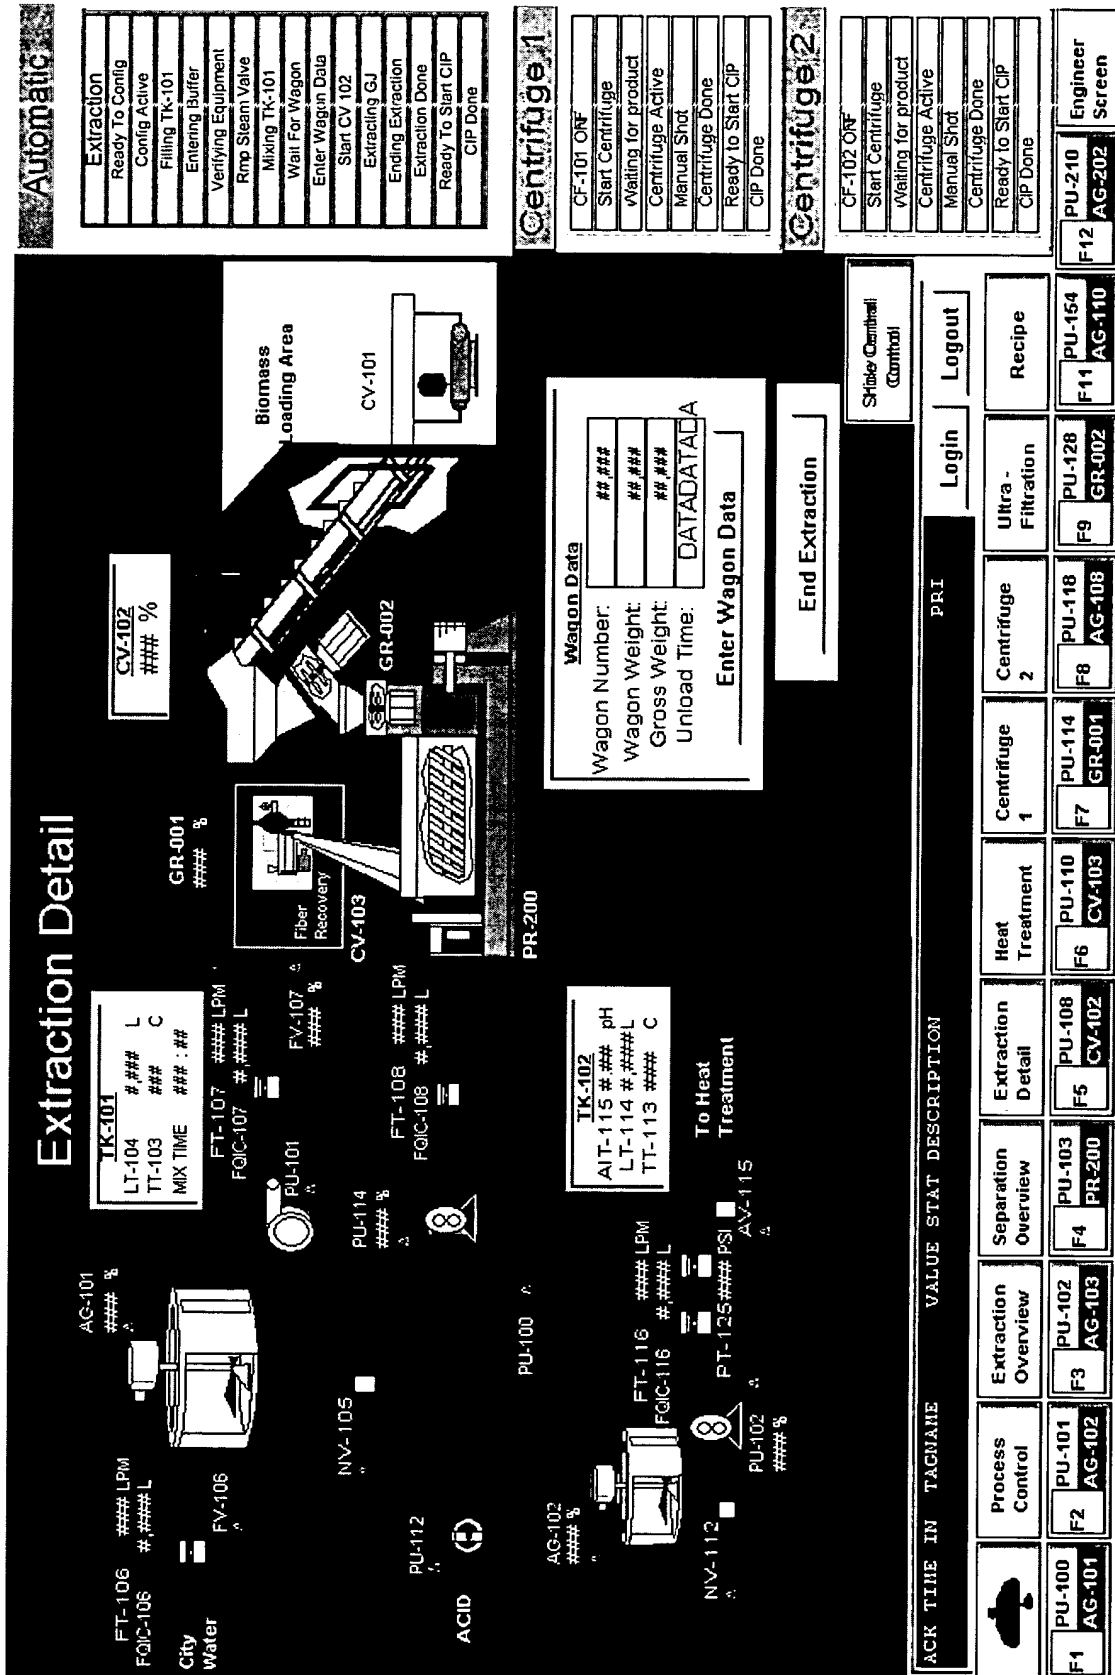 Extraction Detail
FT-106 #### LPM
FQIC-106 #,#### L
City
Water
FV-106
AG-101
#### %
TK-101
LT-104 #,### L
TT-103 ### C
MIX TIME ### : ##
FT-107 #### LPM
FQIC-107 #,#### L
PU-101
FV-107
#### %
GR-001
#### %
CV-102
### %
Biomass
Loading Area
CV-101
Fiber
Recovery
CV-103
GR-002
PR-200
NV-105
PU-114
#### %
FT-108 #### LPM
FQIC-108 #,#### L
PU-112
ACID
PU-100
AG-102
#### %
NV-112
PU-102
#### %
FT-116 #### LPM
FQIC-116 #,#### L
PT-125 #### PSI
AV-115
TK-102
AIT-115 #.## pH
LT-114 #,###L
TT-113 ### C
To Heat
Treatment
Wagon Data
Wagon Number: ##,###
Wagon Weight: ##,###
Gross Weight: ##,###
Unload Time: DATADATADA
Enter Wagon Data
End Extraction
Automatic
Extraction
Ready To Config
Config Active
Filling TK-101
Entering Buffer
Verifying Equipment
Rmp Steam Valve
Mixing TK-101
Wait For Wagon
Enter Wagon Data
Start CV 102
Extracting GJ
Ending Extraction
Extraction Done
Ready To Start CIP
CIP Done
Centrifuge 1
CF-101
Start Centrifuge
Waiting for product
Centrifuge Active
Manual Shot
Centrifuge Done
Ready to Start CIP
CIP Done
Centrifuge 2
CF-102
Start Centrifuge
Waiting for product
Centrifuge Active
Manual Shot
Centrifuge Done
Ready to Start CIP
CIP Done
Control
ACK TIME IN TAGNAME VALUE STAT DESCRIPTION PRI
Login
Logout
Process
Control
Extraction
Overview
Separation
Overview
Extraction
Detail
Heat
Treatment
Centrifuge
1
Centrifuge
2
Ultra -
Filtration
Recipe
F1 PU-100 AG-101
F2 PU-101 AG-102
F3 PU-102 AG-103
F4 PU-103 PR-200
F5 PU-108 CV-102
F6 PU-110 CV-103
F7 PU-114 GR-001
F8 PU-118 AG-108
F9 PU-128 GR-002
F11 PU-154 AG-110
F12 PU-210 AG-202
Engineer
Screen